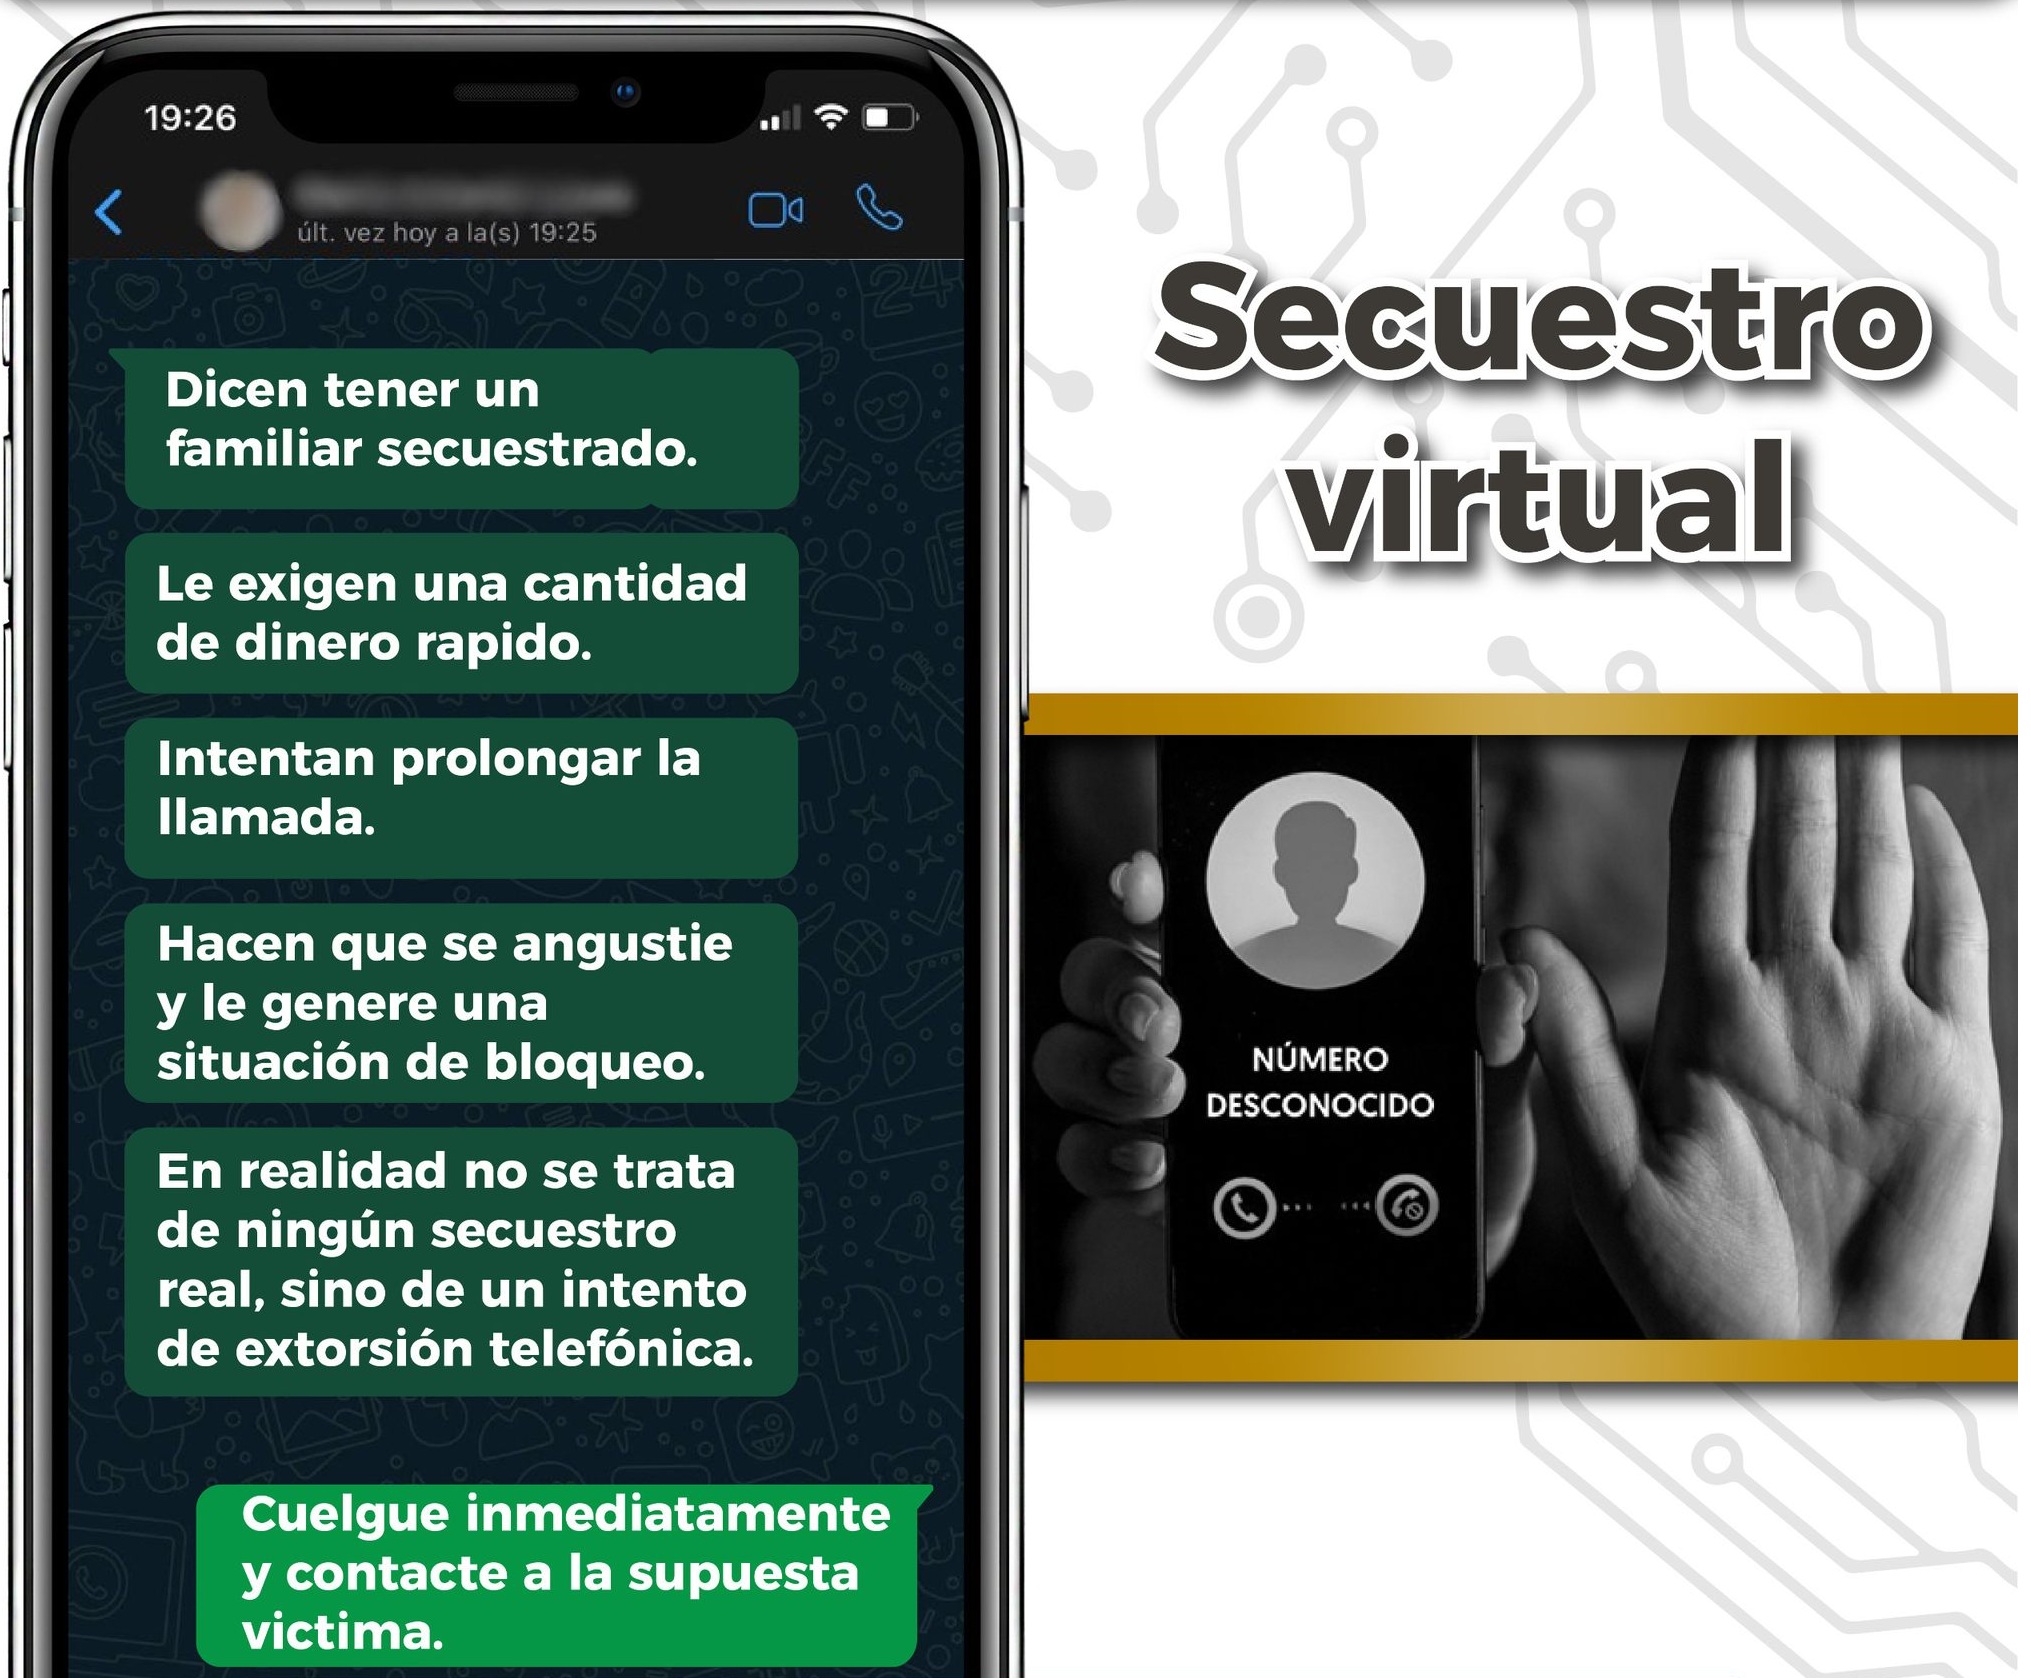 19:26
últ. vez hoy a la(s) 19:25
Dicen tener un
familiar secuestrado.
Le exigen una cantidad
de dinero rapido.
Intentan prolongar la
llamada.
Hacen que se angustie
y le genere una
situación de bloqueo.
En realidad no se trata
de ningún secuestro
real, sino de un intento
de extorsión telefónica.
Cuelgue inmediatamente
y contacte a la supuesta
victima.
Secuestro
virtual
NÚMERO
DESCONOCIDO